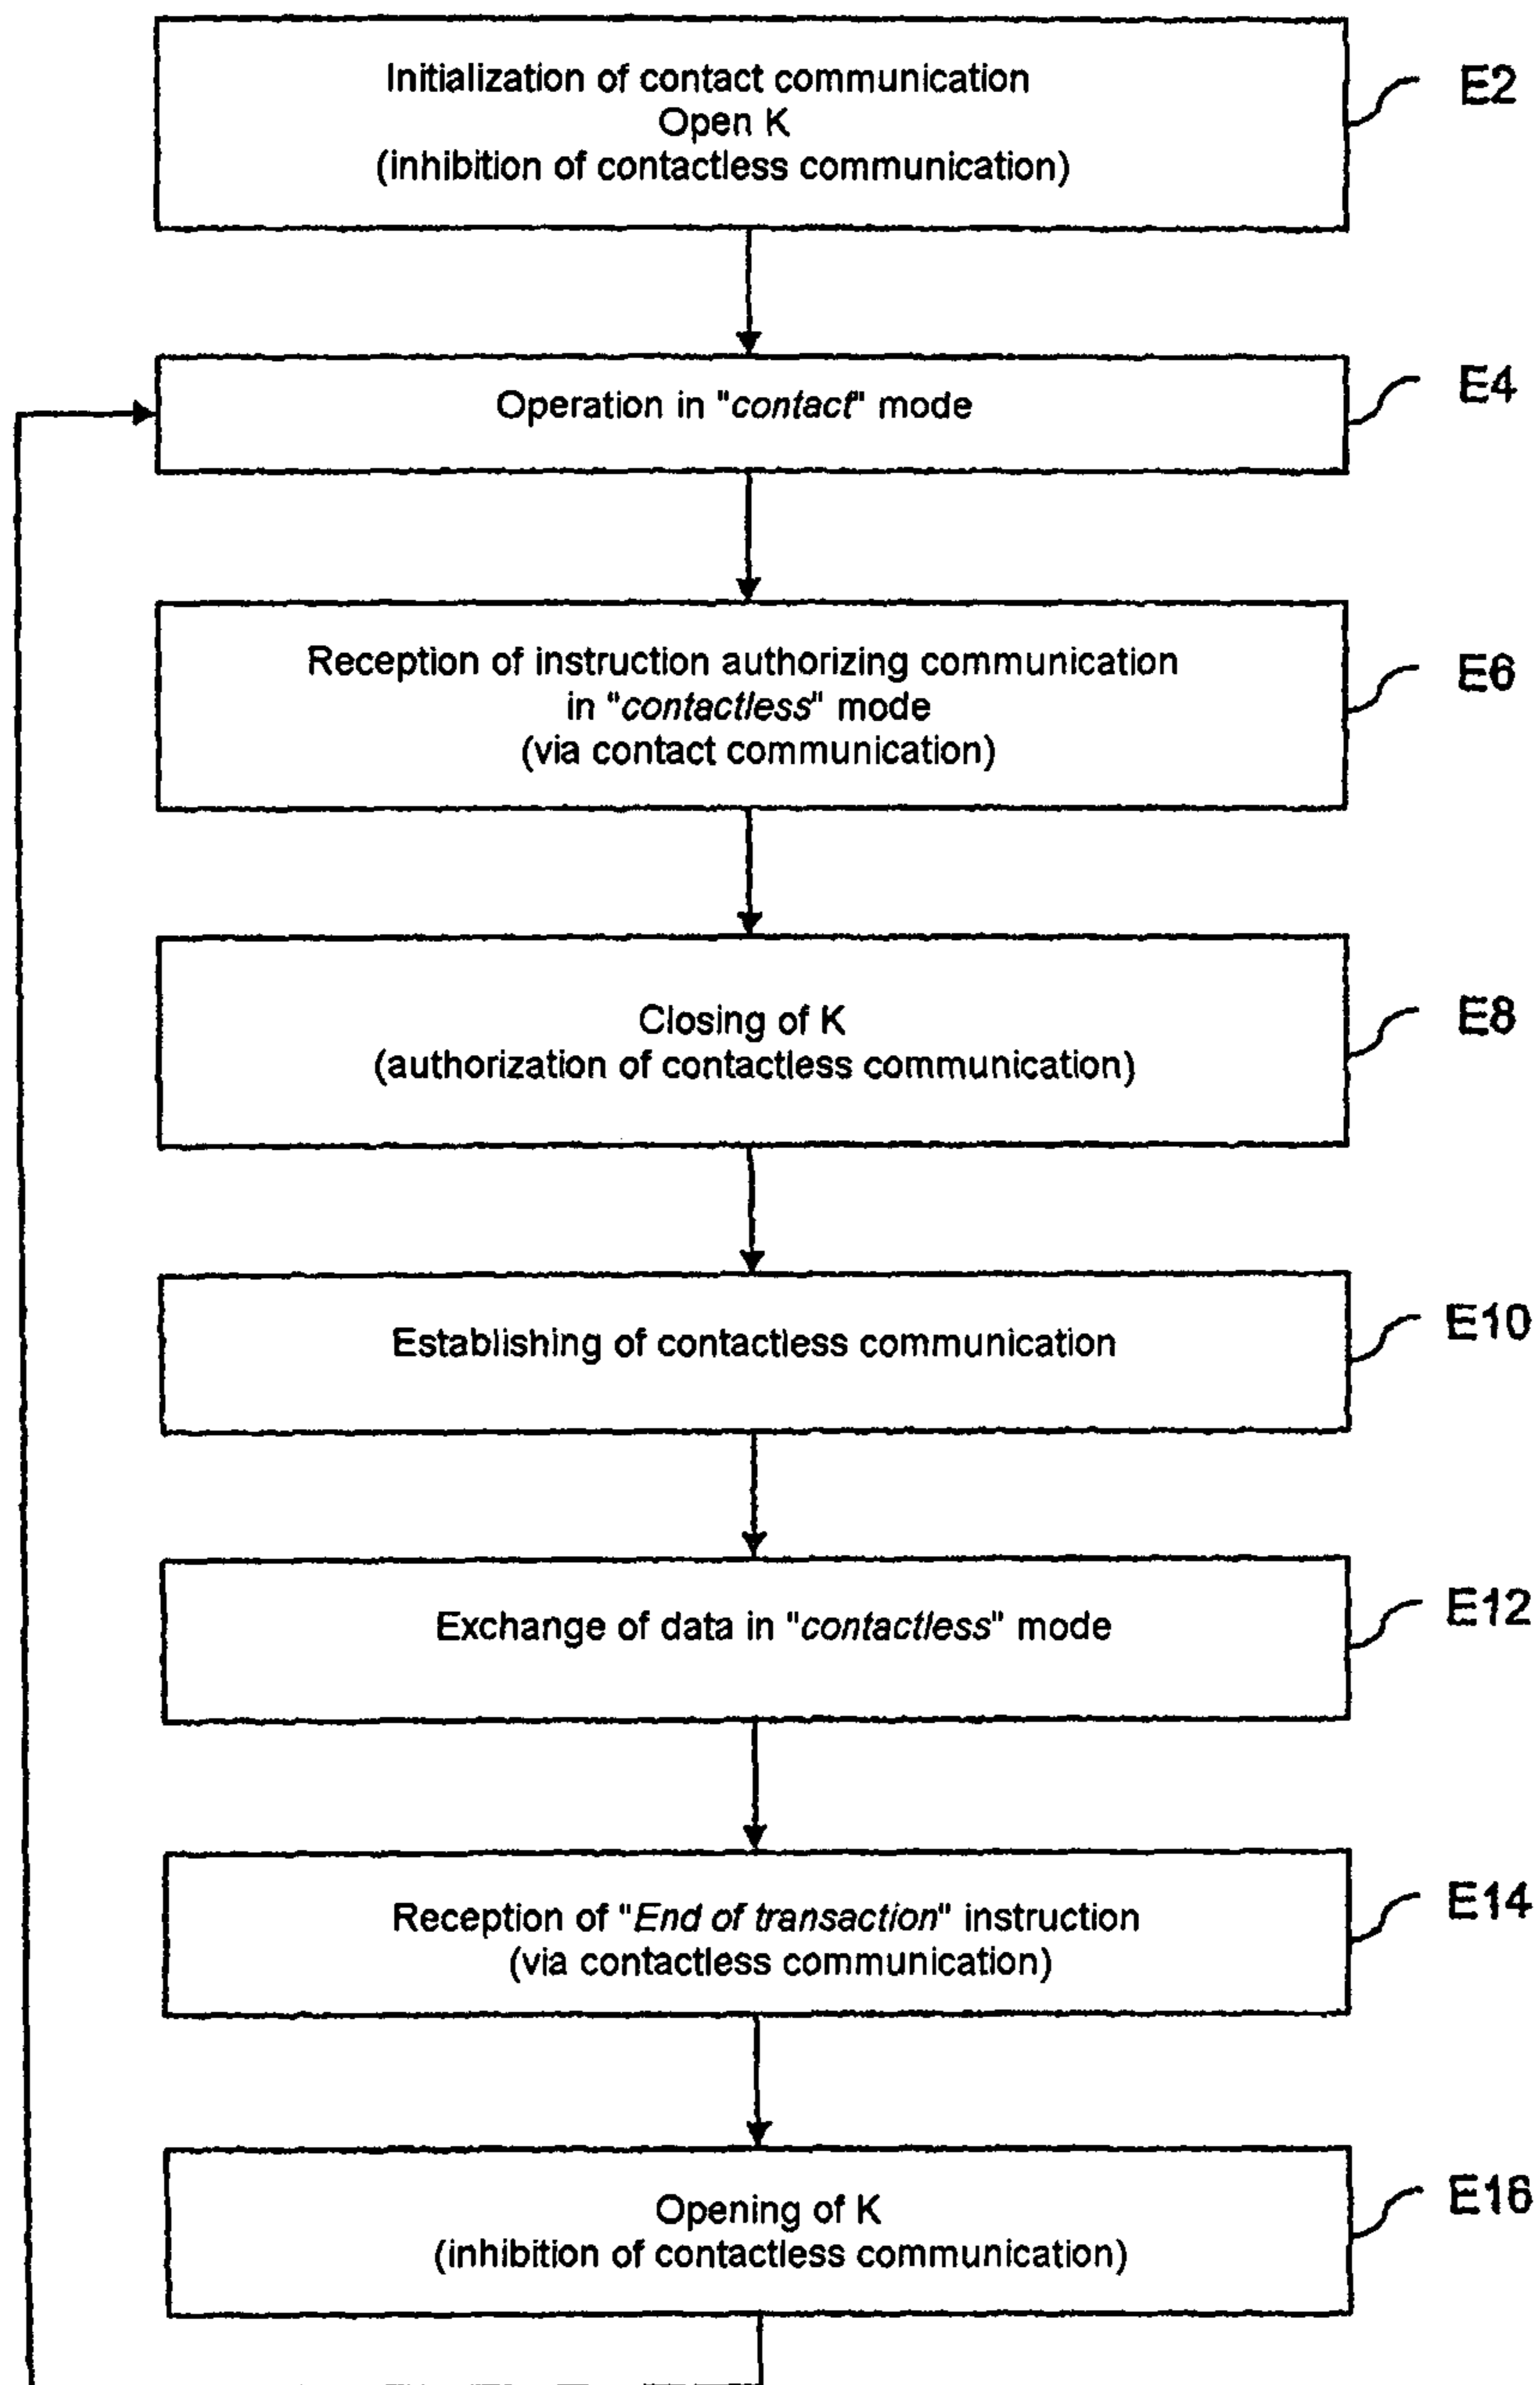 Initialization of contact communication
Open K
(inhibition of contactless communication)
E2
Operation in "contact" mode
E4
Reception of instruction authorizing communication
in "contactless" mode
(via contact communication)
E6
Closing of K
(authorization of contactless communication)
E8
Establishing of contactless communication
E10
Exchange of data in "contactless" mode
E12
Reception of "End of transaction" instruction
(via contactless communication)
E14
Opening of K
(inhibition of contactless communication)
E16